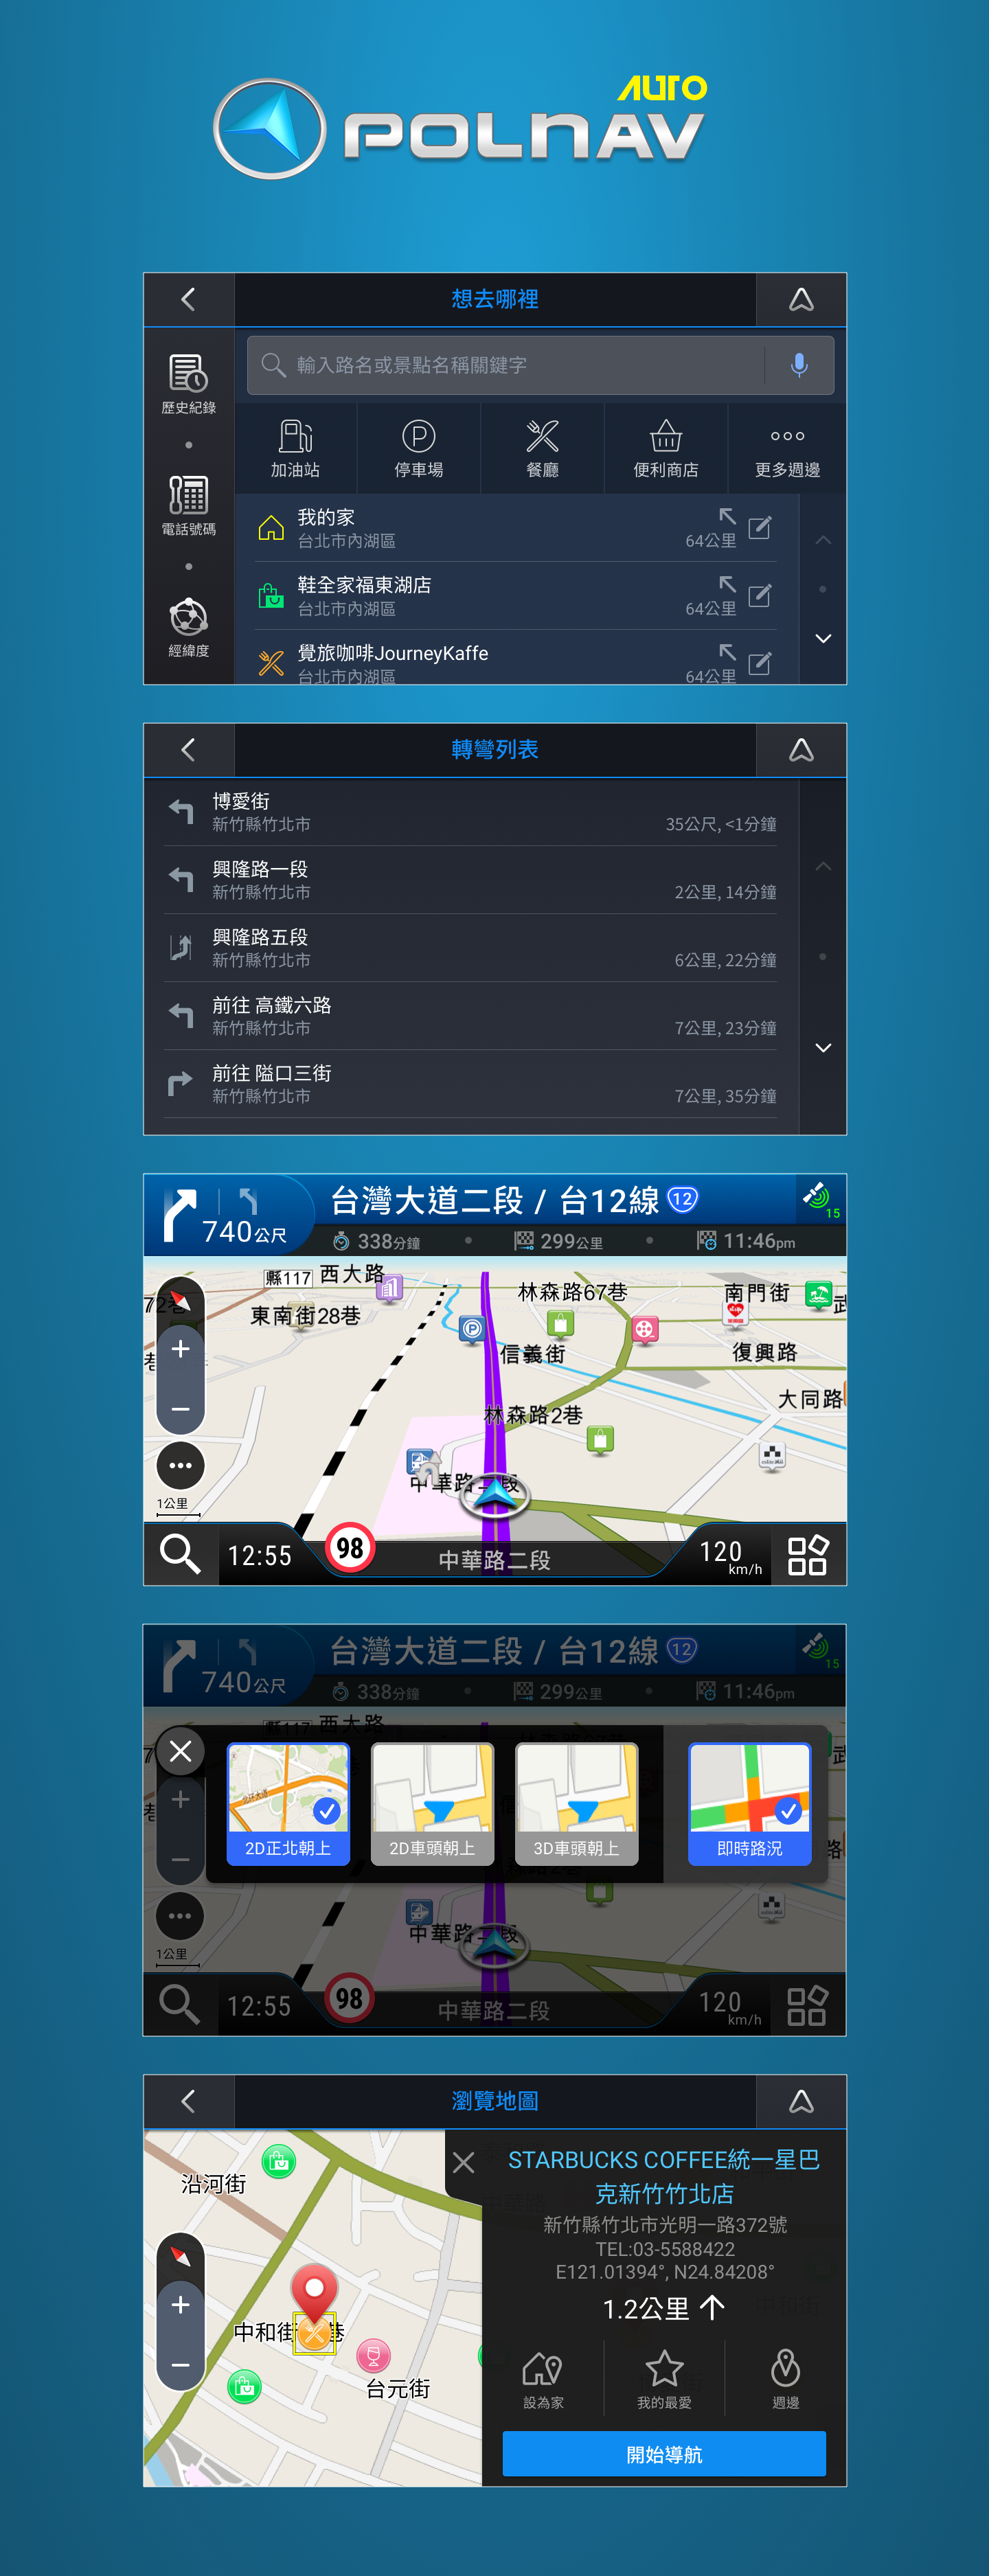 AUTO
POLNAV
想去哪裡
輸入路名或景點名稱關鍵字
歷史紀錄
電話號碼
經緯度
加油站
停車場
餐廳
便利商店
更多週邊
我的家
台北市內湖區
64公里
鞋全家福東湖店
台北市內湖區
64公里
覺旅咖啡JourneyKaffe
台北市內湖區
64公里
轉彎列表
博愛街
新竹縣竹北市
35公尺, <1分鐘
興隆路一段
新竹縣竹北市
2公里, 14分鐘
興隆路五段
新竹縣竹北市
6公里, 22分鐘
前往 高鐵六路
新竹縣竹北市
7公里, 23分鐘
前往 隘口三街
新竹縣竹北市
7公里, 35分鐘
740公尺
台灣大道二段 / 台12線 12
15
338分鐘
299公里
11:46pm
縣117
西大路
林森路67巷
南門街
東南街28巷
信義街
復興路
大同路
林森路2巷
中華路二段
1公里
12:55
98
中華路二段
120
km/h
740公尺
台灣大道二段 / 台12線 12
15
338分鐘
299公里
11:46pm
縣117
西大路
2D正北朝上
2D車頭朝上
3D車頭朝上
即時路況
中華路二段
1公里
12:55
98
中華路二段
120
km/h
瀏覽地圖
沿河街
中和街
巷
台元街
STARBUCKS COFFEE統一星巴
克新竹竹北店
新竹縣竹北市光明一路372號
TEL:03-5588422
E121.01394°, N24.84208°
1.2公里
設為家
我的最愛
週邊
開始導航